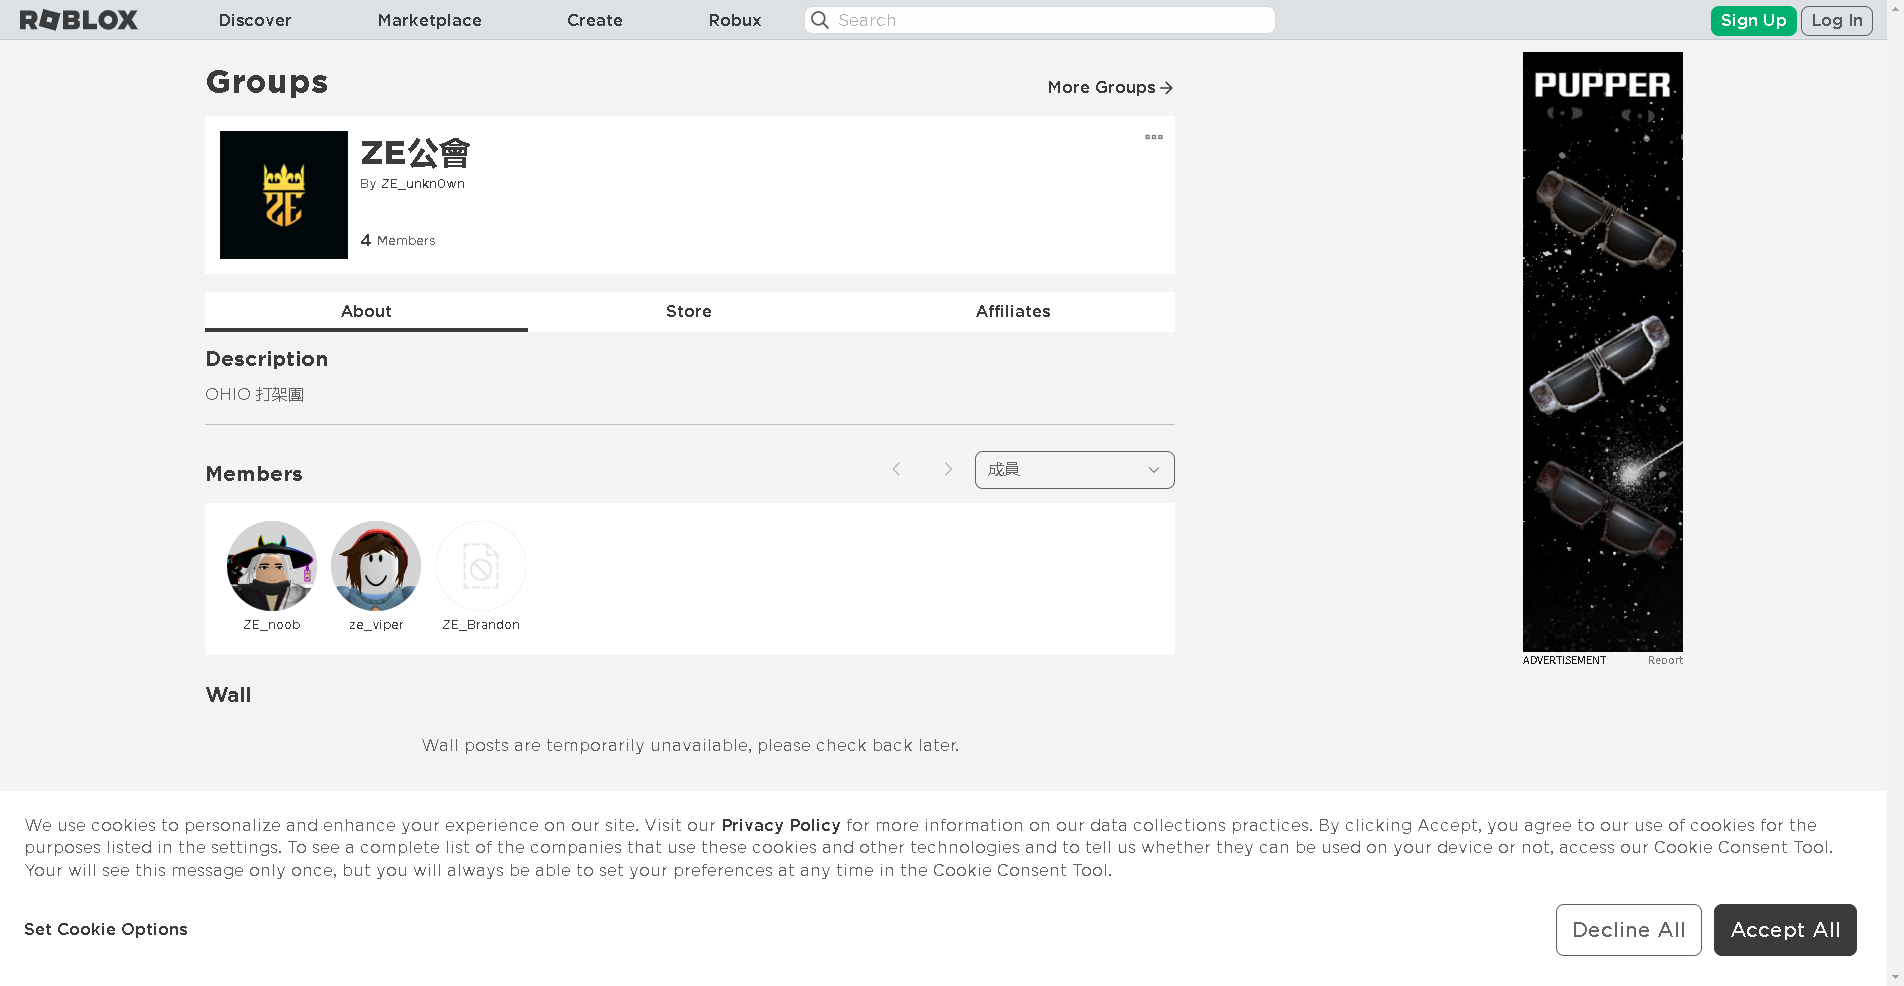 ROBLOX
Discover
Marketplace
Create
Robux
Search
Sign Up
Log In
Groups
More Groups
ZE
ZE公會
By ZE_unkn0wn
4 Members
About
Store
Affiliates
Description
OHIO 打架團
Members
成員
ZE_noob
ze_viper
ZE_Brandon
Wall
Wall posts are temporarily unavailable, please check back later.
PUPPER
ADVERTISEMENT
Report
We use cookies to personalize and enhance your experience on our site. Visit our Privacy Policy for more information on our data collections practices. By clicking Accept, you agree to our use of cookies for the
purposes listed in the settings. To see a complete list of the companies that use these cookies and other technologies and to tell us whether they can be used on your device or not, access our Cookie Consent Tool.
Your will see this message only once, but you will always be able to set your preferences at any time in the Cookie Consent Tool.
Set Cookie Options
Decline All
Accept All